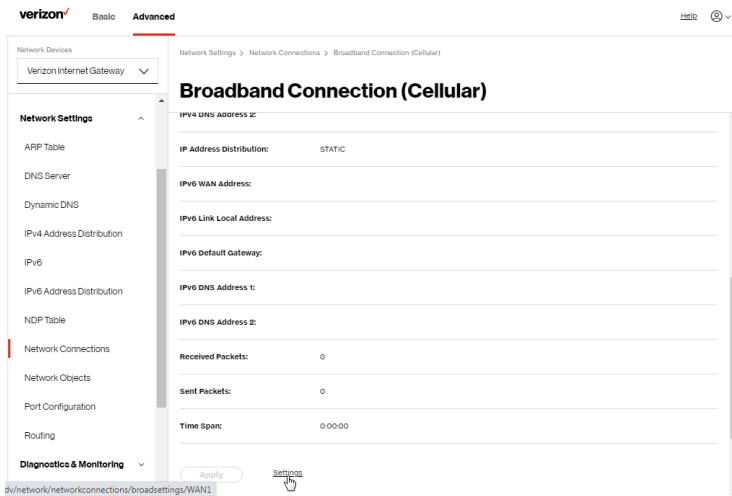 verizon✓ Basic Advanced Help
Network Devices
Verizon Internet Gateway
Network Settings
ARP Table
DNS Server
Dynamic DNS
IPv4 Address Distribution
IPv6
IPv6 Address Distribution
NDP Table
Network Connections
Network Objects
Port Configuration
Routing
Diagnostics & Monitoring
dv/network/networkconnections/broadsettings/WAN1
Network Settings > Network Connections > Broadband Connection (Cellular)
Broadband Connection (Cellular)
IPv4 DNS Address 2:
IP Address Distribution: STATIC
IPv6 WAN Address:
IPv6 Link Local Address:
IPv6 Default Gateway:
IPv6 DNS Address 1:
IPv6 DNS Address 2:
Received Packets: 0
Sent Packets: 0
Time Span: 0:00:00
Apply Settings